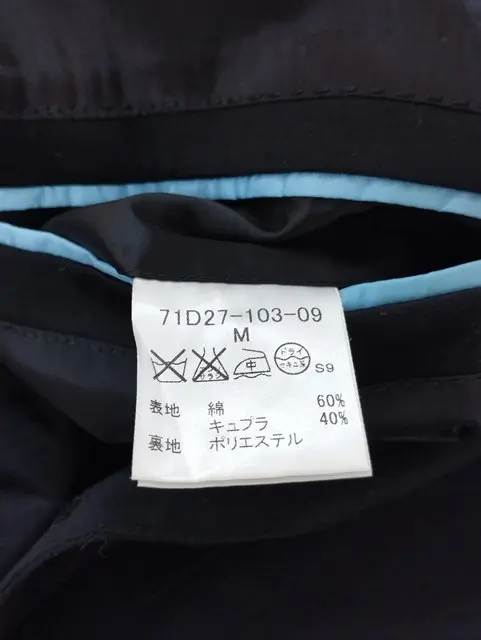 71D27-103-09
M
中 ドライ S9
表地 綿 60%
キュプラ 40%
裏地 ポリエステル